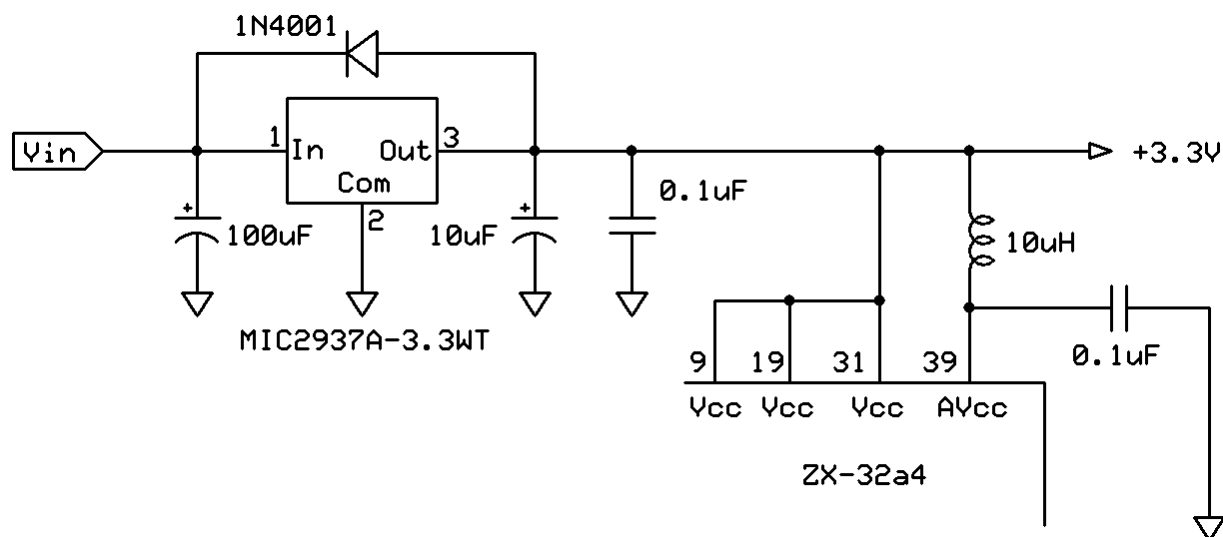 1N4001
Vin
1
In
Out
3
Com
2
+
100uF
10uF
+
0.1uF
+3.3V
10uH
MIC2937A-3.3WT
0.1uF
9
19
31
39
Vcc
Vcc
Vcc
AVcc
ZX-32a4